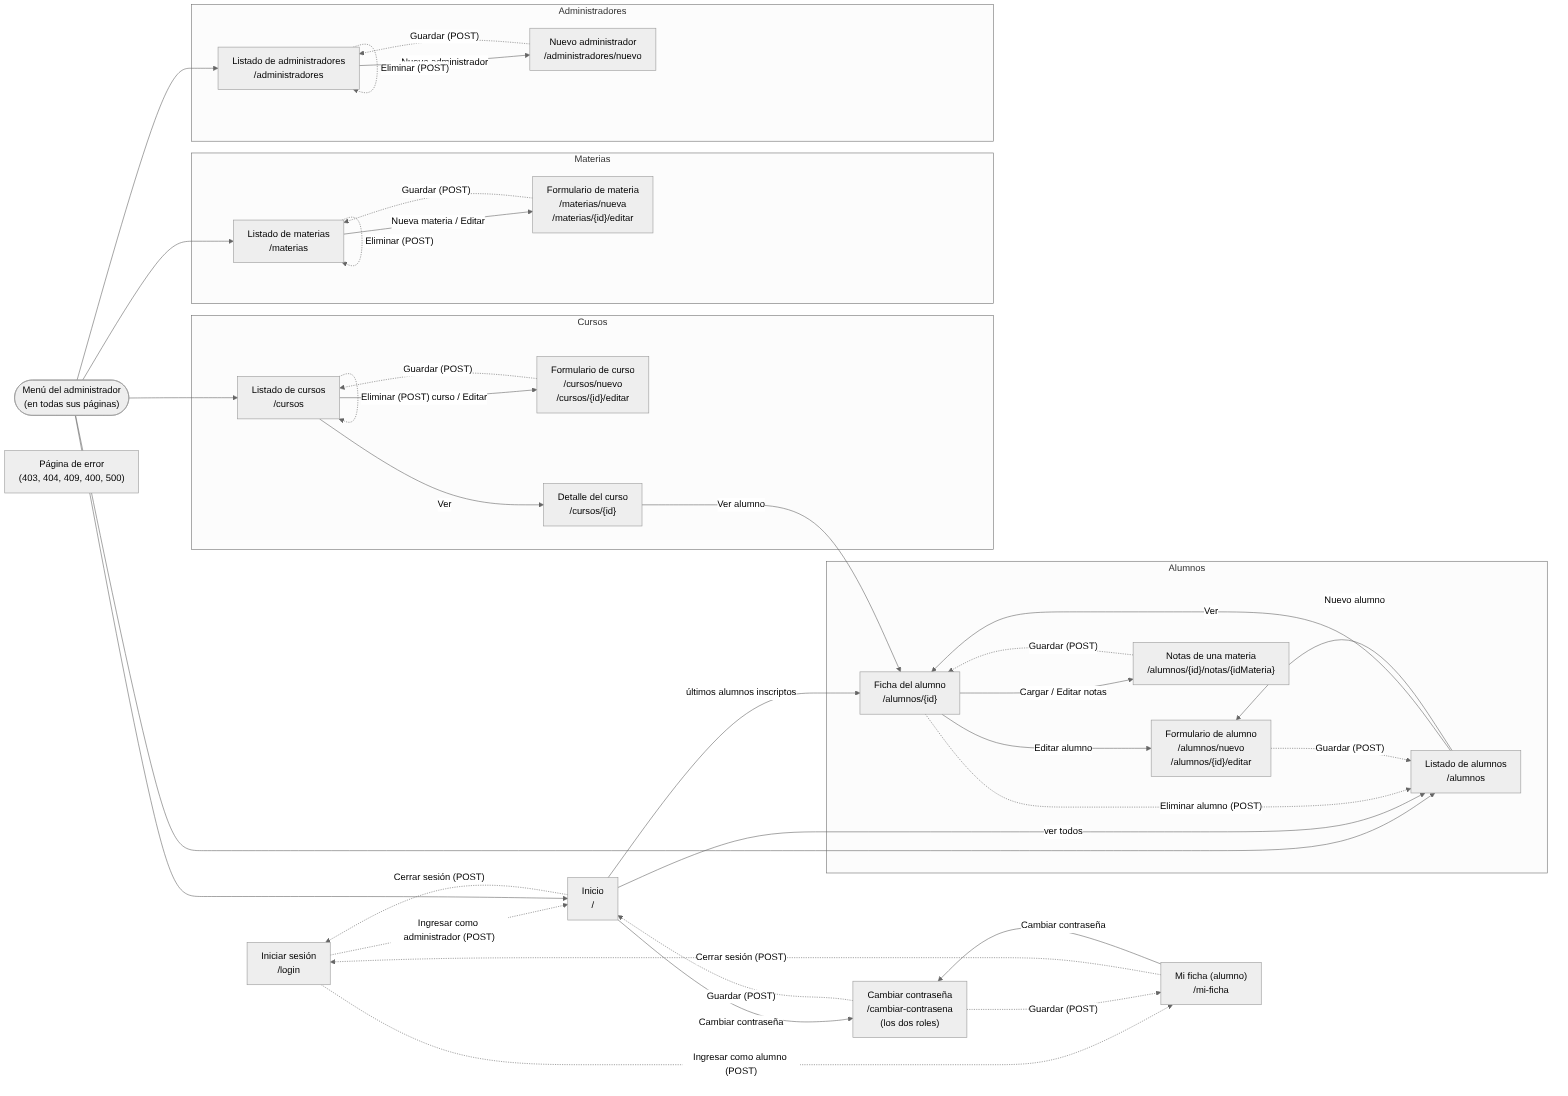 Administradores
Guardar (POST)
Nuevo administrador
/administradores/nuevo
Listado de administradores
/administradores
Nuevo administrador
Eliminar (POST)
Materias
Guardar (POST)
Formulario de materia
/materias/nueva
/materias/{id}/editar
Nueva materia / Editar
Listado de materias
/materias
Eliminar (POST)
Cursos
Guardar (POST)
Formulario de curso
/cursos/nuevo
/cursos/{id}/editar
Listado de cursos
/cursos
Eliminar (POST)
curso / Editar
Menú del administrador
(en todas sus páginas)
Página de error
(403, 404, 409, 400, 500)
Ver
Detalle del curso
/cursos/{id}
Ver alumno
Alumnos
Nuevo alumno
Ver
Guardar (POST)
Notas de una materia
/alumnos/{id}/notas/{idMateria}
Ficha del alumno
/alumnos/{id}
últimos alumnos inscriptos
Cargar / Editar notas
Editar alumno
Formulario de alumno
/alumnos/nuevo
/alumnos/{id}/editar
Guardar (POST)
Listado de alumnos
/alumnos
Eliminar alumno (POST)
ver todos
Cerrar sesión (POST)
Inicio
/
Ingresar como
administrador (POST)
Cambiar contraseña
Iniciar sesión
/login
Cerrar sesión (POST)
Mi ficha (alumno)
/mi-ficha
Guardar (POST)
Cambiar contraseña
Cambiar contraseña
/cambiar-contrasena
(los dos roles)
Guardar (POST)
Ingresar como alumno
(POST)